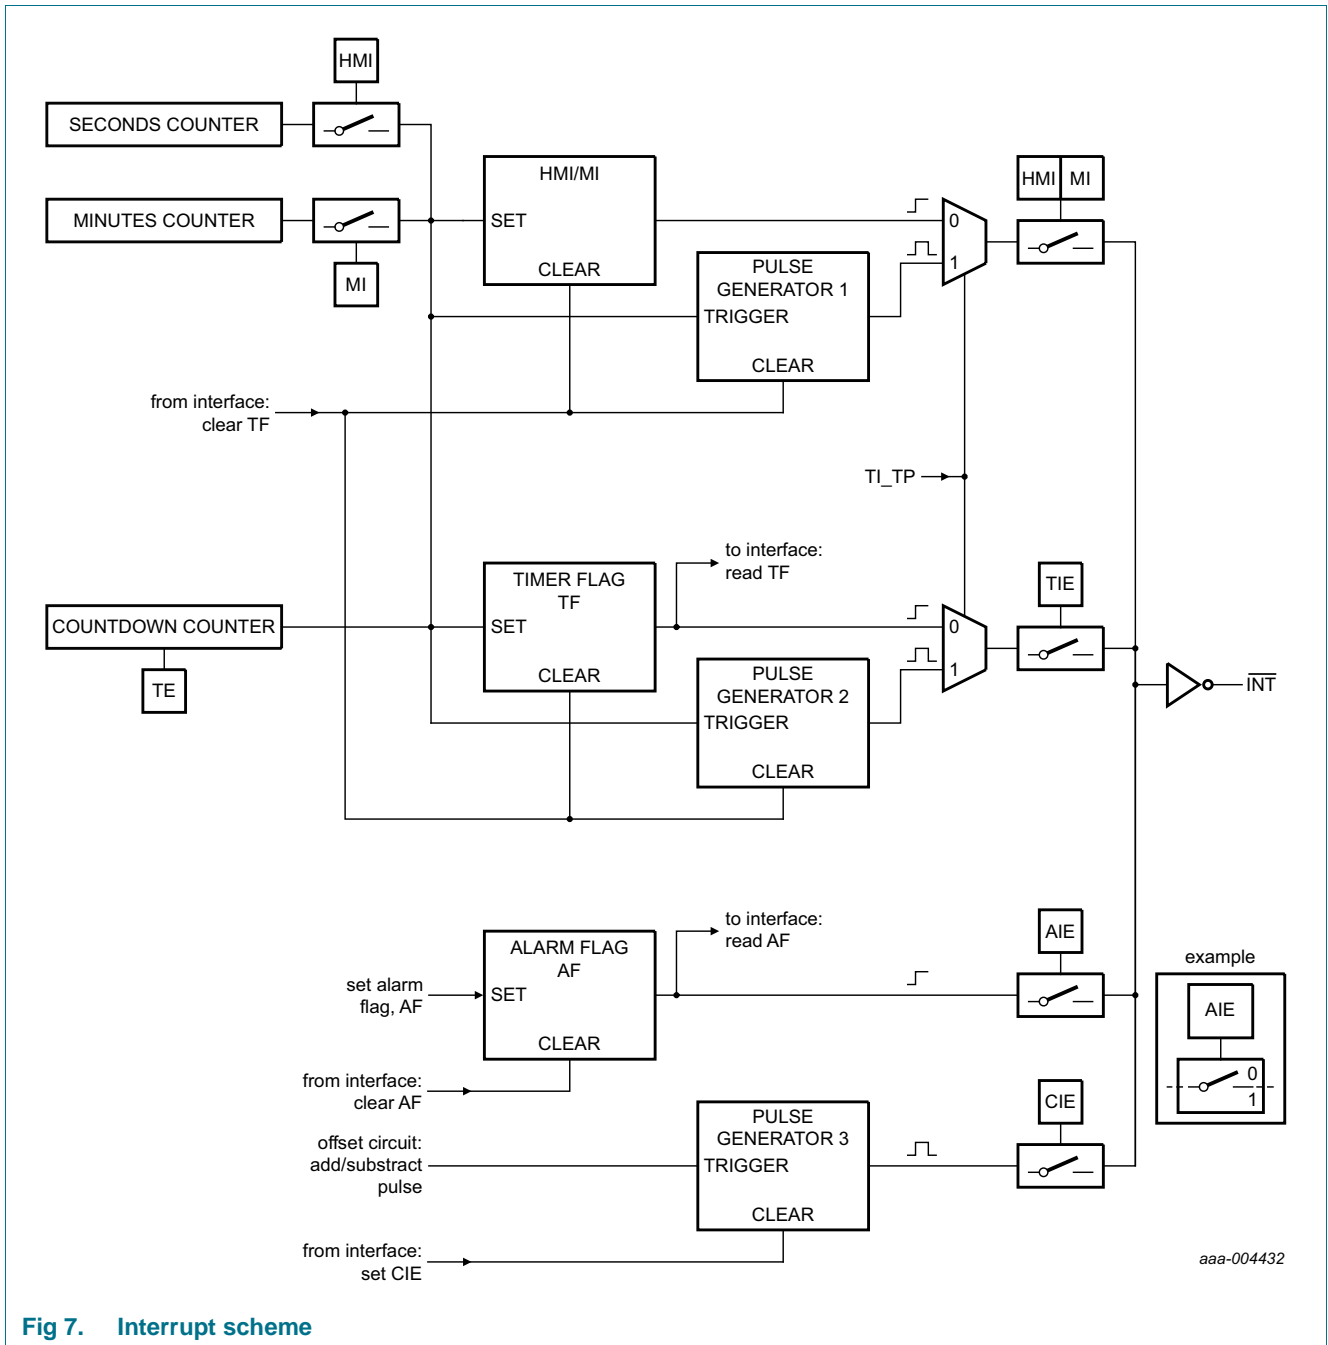 HMI
SECONDS COUNTER
MINUTES COUNTER
MI
HMI/MI
SET
CLEAR
PULSE
GENERATOR 1
TRIGGER
CLEAR
0
1
HMI MI
from interface:
clear TF
TI_TP
to interface:
read TF
TIMER FLAG
TF
SET
CLEAR
COUNTDOWN COUNTER
TE
PULSE
GENERATOR 2
TRIGGER
CLEAR
0
1
TIE
INT
to interface:
read AF
ALARM FLAG
AF
SET
CLEAR
set alarm
flag, AF
from interface:
clear AF
AIE
example
AIE
0
1
offset circuit:
add/substract
pulse
PULSE
GENERATOR 3
TRIGGER
CLEAR
CIE
from interface:
set CIE
aaa-004432
Fig 7. Interrupt scheme